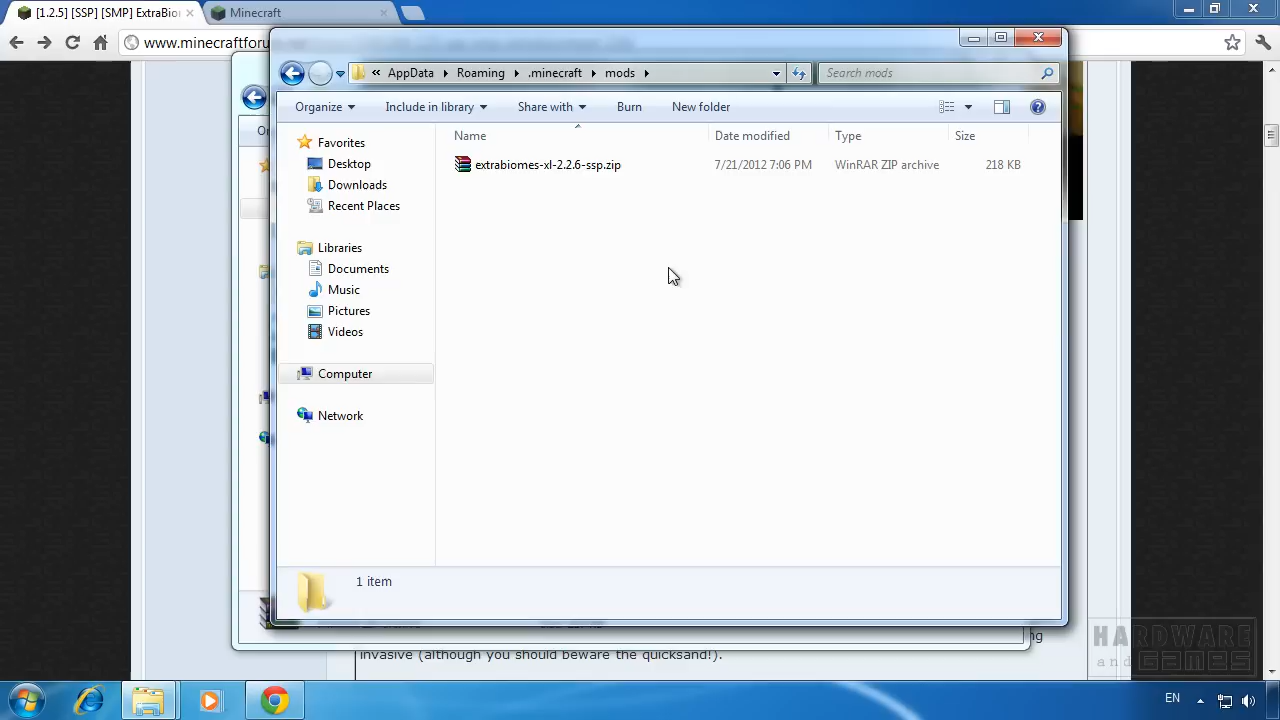 [1.2.5] [SSP] [SMP] ExtraBio
Minecraft
www.minecraftforu
AppData
Roaming
.minecraft
mods
Search mods
Organize
Include in library
Share with
Burn
New folder
Or
Favorites
Desktop
Downloads
Recent Places
Libraries
Documents
Music
Pictures
Videos
Computer
Network
Name
Date modified
Type
Size
extrabiomes-xl-2.2.6-ssp.zip
7/21/2012 7:06 PM
WinRAR ZIP archive
218 KB
1 item
ng
invasive (although you beware the quicksand!).
HARDWARE
and GAMES
EN